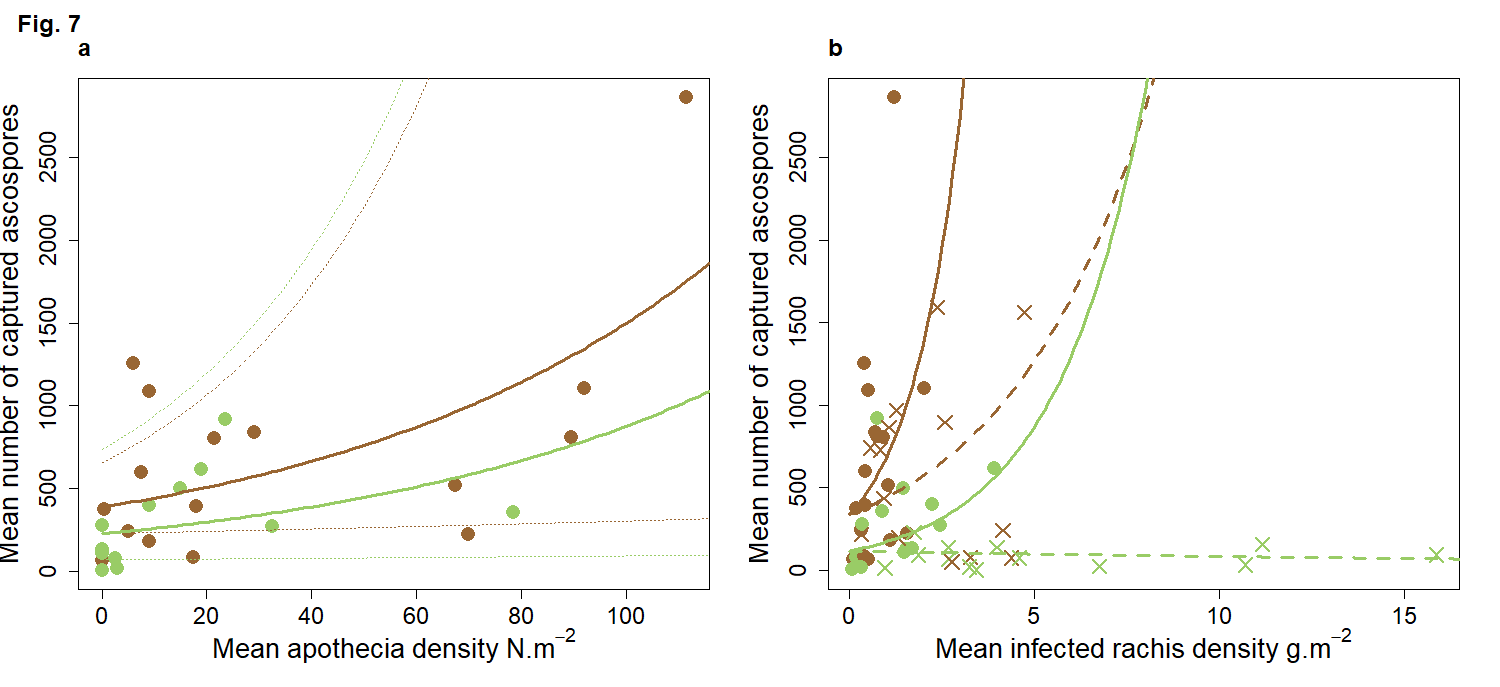 Fig. 7
a
Mean number of captured ascospores
0 500 1000 1500 2000 2500
0 20 40 60 80 100
Mean apothecia density N.m−2
b
Mean number of captured ascospores
0 500 1000 1500 2000 2500
0 5 10 15
Mean infected rachis density g.m−2